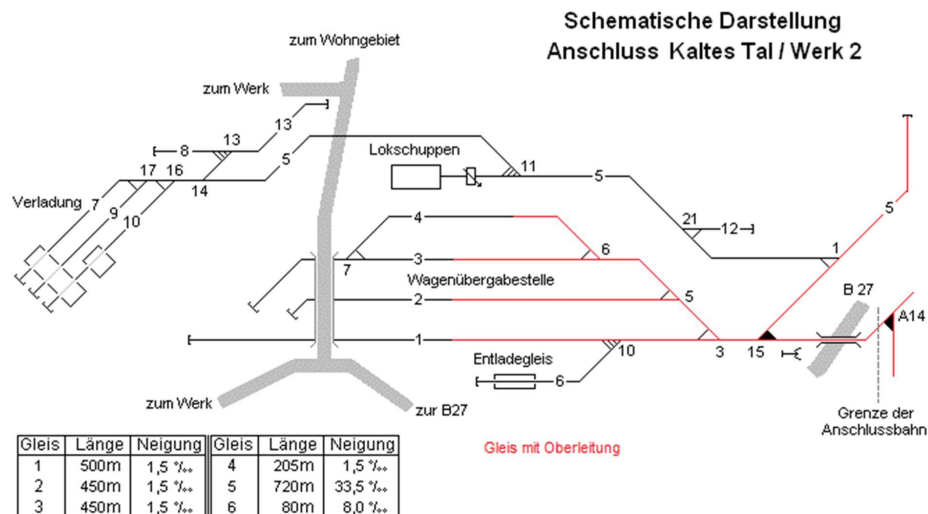 Schematische Darstellung
Anschluss Kaltes Tal / Werk 2
zum Wohngebiet
zum Werk
13
13
8
5
Lokschuppen
11
17
16
14
5
Verladung
7
9
10
21
12
5
4
1
6
3
7
Wagenübergabestelle
B 27
2
5
A14
1
10
3
15
Entladegleis
6
zum Werk
zur B27
Grenze der
Anschlussbahn
Gleis mit Oberleitung
Gleis Länge Neigung Gleis Länge Neigung
1 500m 1,5 ‰ 4 205m 1,5 ‰
2 450m 1,5 ‰ 5 720m 33,5 ‰
3 450m 1,5 ‰ 6 80m 8,0 ‰